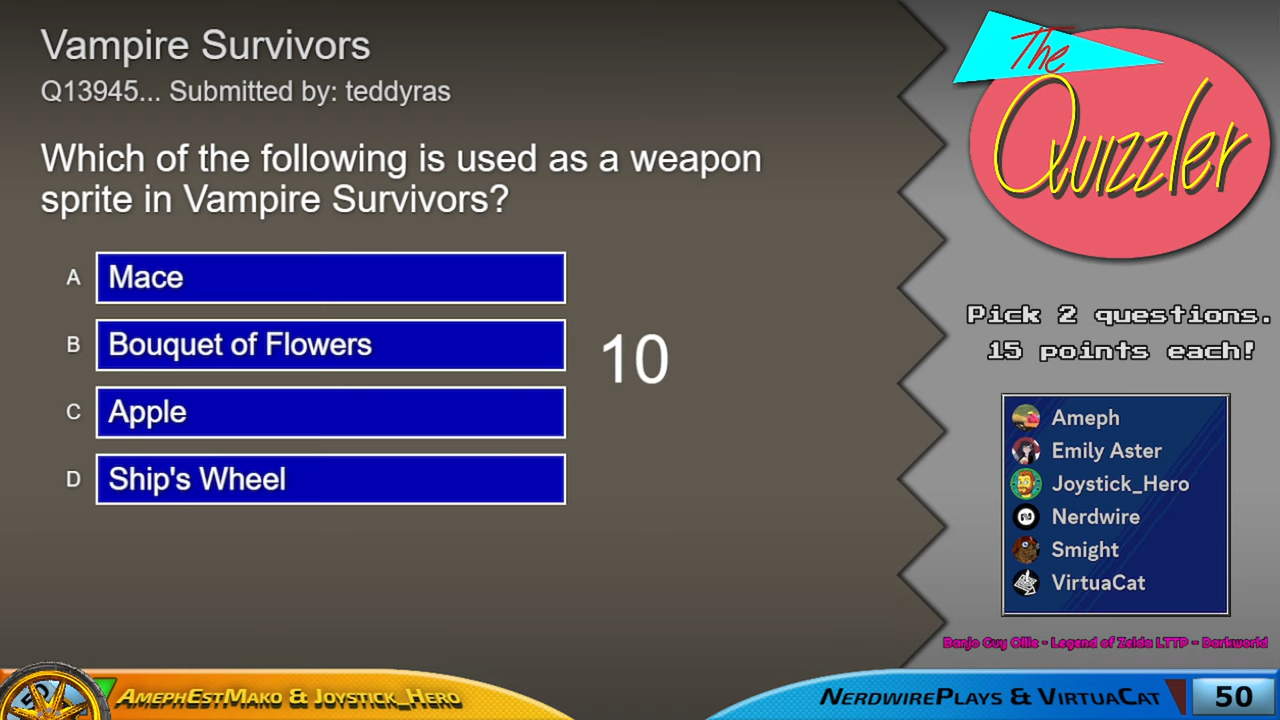 Vampire Survivors
Q13945... Submitted by: teddyras
Which of the following is used as a weapon
sprite in Vampire Survivors?
A Mace
B Bouquet of Flowers
C Apple
D Ship's Wheel
10
The
Quizzler
Pick 2 questions.
15 points each!
Ameph
Emily Aster
Joystick_Hero
Nerdwire
Smight
VirtuaCat
Banjo Guy Ollie - Legend of Zelda LTTP - Darkworld
AmephEstMako & Joystick_Hero
NerdwirePlays & VirtuaCat
50